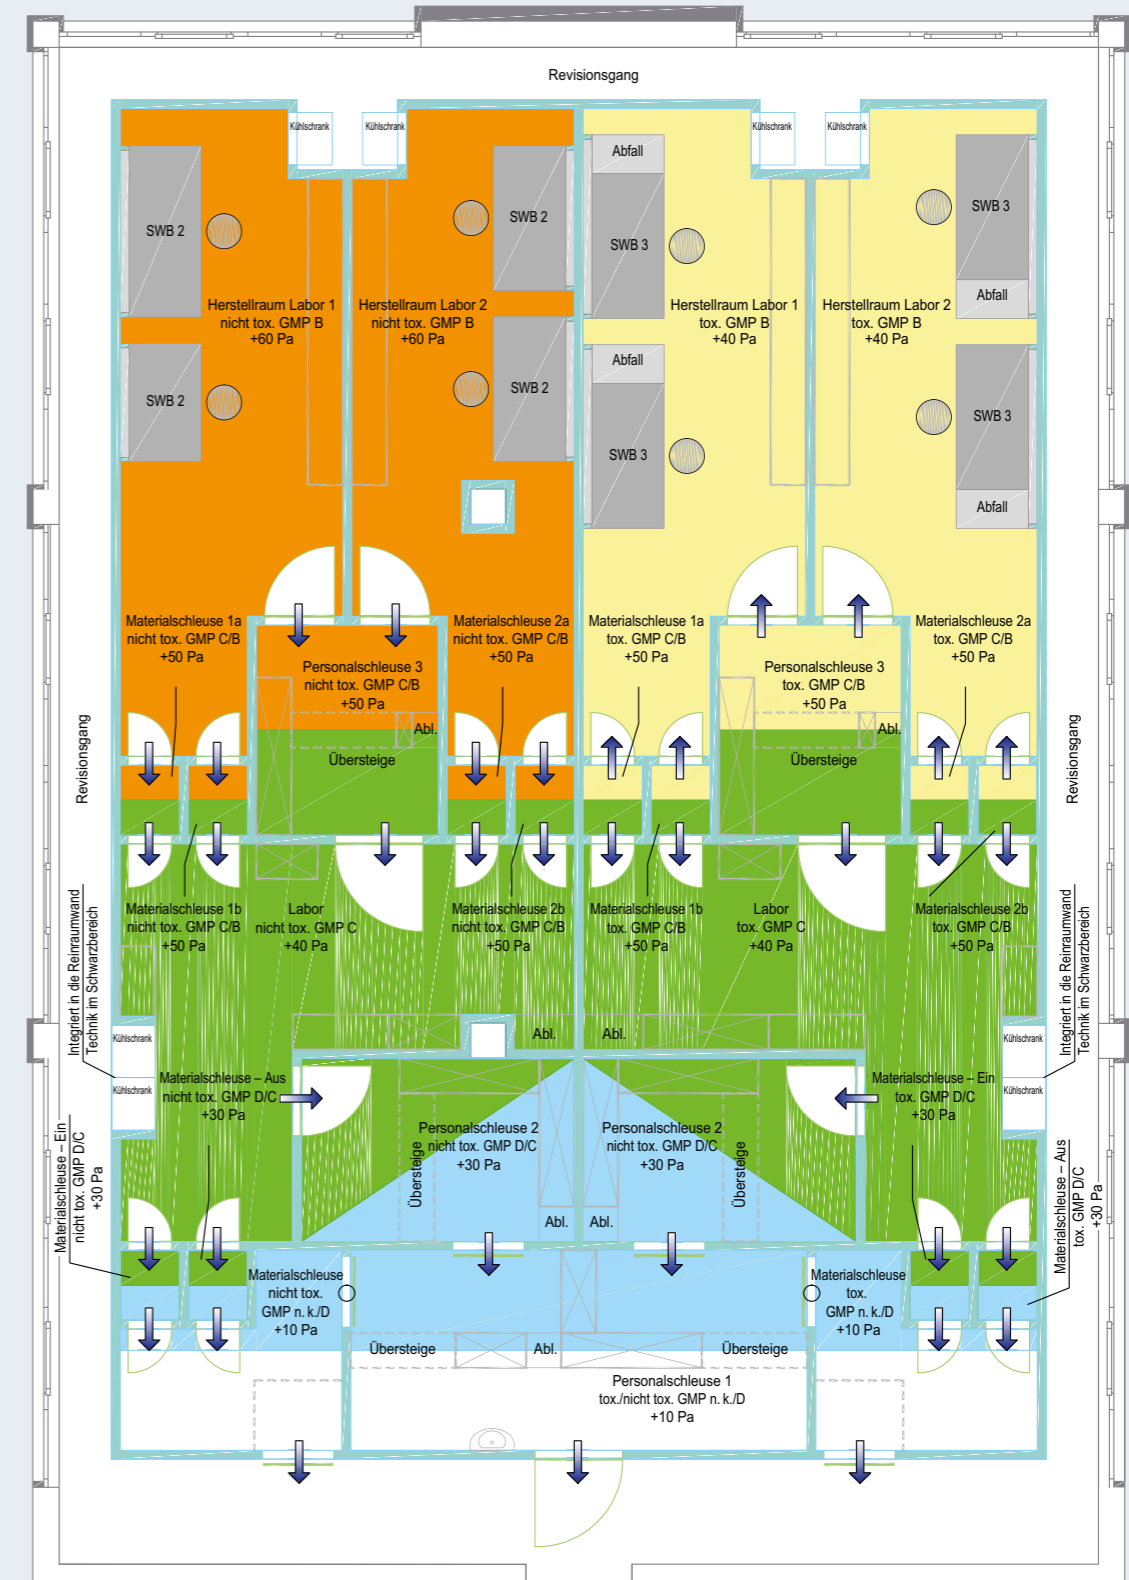 Revisionsgang
Kühlschrank
Kühlschrank
Kühlschrank
Kühlschrank
Abfall
SWB 2
SWB 2
SWB 3
SWB 3
Abfall
Herstellraum Labor 1
nicht tox. GMP B
+60 Pa
Herstellraum Labor 2
nicht tox. GMP B
+60 Pa
Herstellraum Labor 1
tox. GMP B
+40 Pa
Herstellraum Labor 2
tox. GMP B
+40 Pa
Abfall
SWB 2
SWB 2
SWB 3
SWB 3
Abfall
Materialschleuse 1a
nicht tox. GMP C/B
+50 Pa
Personalschleuse 3
nicht tox. GMP C/B
+50 Pa
Materialschleuse 2a
nicht tox. GMP C/B
+50 Pa
Materialschleuse 1a
tox. GMP C/B
+50 Pa
Personalschleuse 3
tox. GMP C/B
+50 Pa
Materialschleuse 2a
tox. GMP C/B
+50 Pa
Abl.
Abl.
Übersteige
Übersteige
Revisionsgang
Revisionsgang
Materialschleuse 1b
nicht tox. GMP C/B
+50 Pa
Labor
nicht tox. GMP C
+40 Pa
Materialschleuse 2b
nicht tox. GMP C/B
+50 Pa
Materialschleuse 1b
tox. GMP C/B
+50 Pa
Labor
tox. GMP C
+40 Pa
Materialschleuse 2b
tox. GMP C/B
+50 Pa
Integriert in die Reinraumwand
Technik im Schwarzbereich
Integriert in die Reinraumwand
Technik im Schwarzbereich
Abl.
Abl.
Kühlschrank
Kühlschrank
Kühlschrank
Kühlschrank
Materialschleuse – Aus
nicht tox. GMP D/C
+30 Pa
Materialschleuse – Ein
tox. GMP D/C
+30 Pa
Personalschleuse 2
nicht tox. GMP D/C
+30 Pa
Personalschleuse 2
nicht tox. GMP D/C
+30 Pa
Übersteige
Übersteige
Materialschleuse – Ein
nicht tox. GMP D/C
+30 Pa
Materialschleuse – Aus
tox. GMP D/C
+30 Pa
Abl.
Abl.
Materialschleuse
nicht tox.
GMP n. k./D
+10 Pa
Materialschleuse
tox.
GMP n. k./D
+10 Pa
Übersteige
Abl.
Übersteige
Personalschleuse 1
tox./nicht tox. GMP n. k./D
+10 Pa